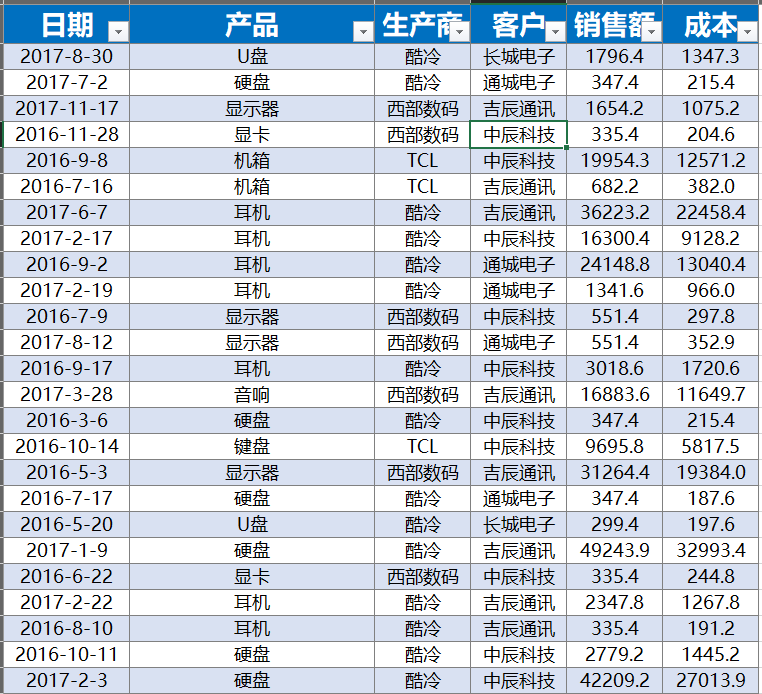 日期 产品 生产商 客户 销售额 成本
2017-8-30 U盘 酷冷 长城电子 1796.4 1347.3
2017-7-2 硬盘 酷冷 通城电子 347.4 215.4
2017-11-17 显示器 西部数码 吉辰通讯 1654.2 1075.2
2016-11-28 显卡 西部数码 中辰科技 335.4 204.6
2016-9-8 机箱 TCL 中辰科技 19954.3 12571.2
2016-7-16 机箱 TCL 吉辰通讯 682.2 382.0
2017-6-7 耳机 酷冷 吉辰通讯 36223.2 22458.4
2017-2-17 耳机 酷冷 中辰科技 16300.4 9128.2
2016-9-2 耳机 酷冷 通城电子 24148.8 13040.4
2017-2-19 耳机 酷冷 通城电子 1341.6 966.0
2016-7-9 显示器 西部数码 中辰科技 551.4 297.8
2017-8-12 显示器 西部数码 通城电子 551.4 352.9
2016-9-17 耳机 酷冷 中辰科技 3018.6 1720.6
2017-3-28 音响 西部数码 吉辰通讯 16883.6 11649.7
2016-3-6 硬盘 酷冷 中辰科技 347.4 215.4
2016-10-14 键盘 TCL 中辰科技 9695.8 5817.5
2016-5-3 显示器 西部数码 吉辰通讯 31264.4 19384.0
2016-7-17 硬盘 酷冷 通城电子 347.4 187.6
2016-5-20 U盘 酷冷 长城电子 299.4 197.6
2017-1-9 硬盘 酷冷 吉辰通讯 49243.9 32993.4
2016-6-22 显卡 西部数码 中辰科技 335.4 244.8
2017-2-22 耳机 酷冷 吉辰通讯 2347.8 1267.8
2016-8-10 耳机 酷冷 吉辰通讯 335.4 191.2
2016-10-11 硬盘 酷冷 中辰科技 2779.2 1445.2
2017-2-3 硬盘 酷冷 中辰科技 42209.2 27013.9